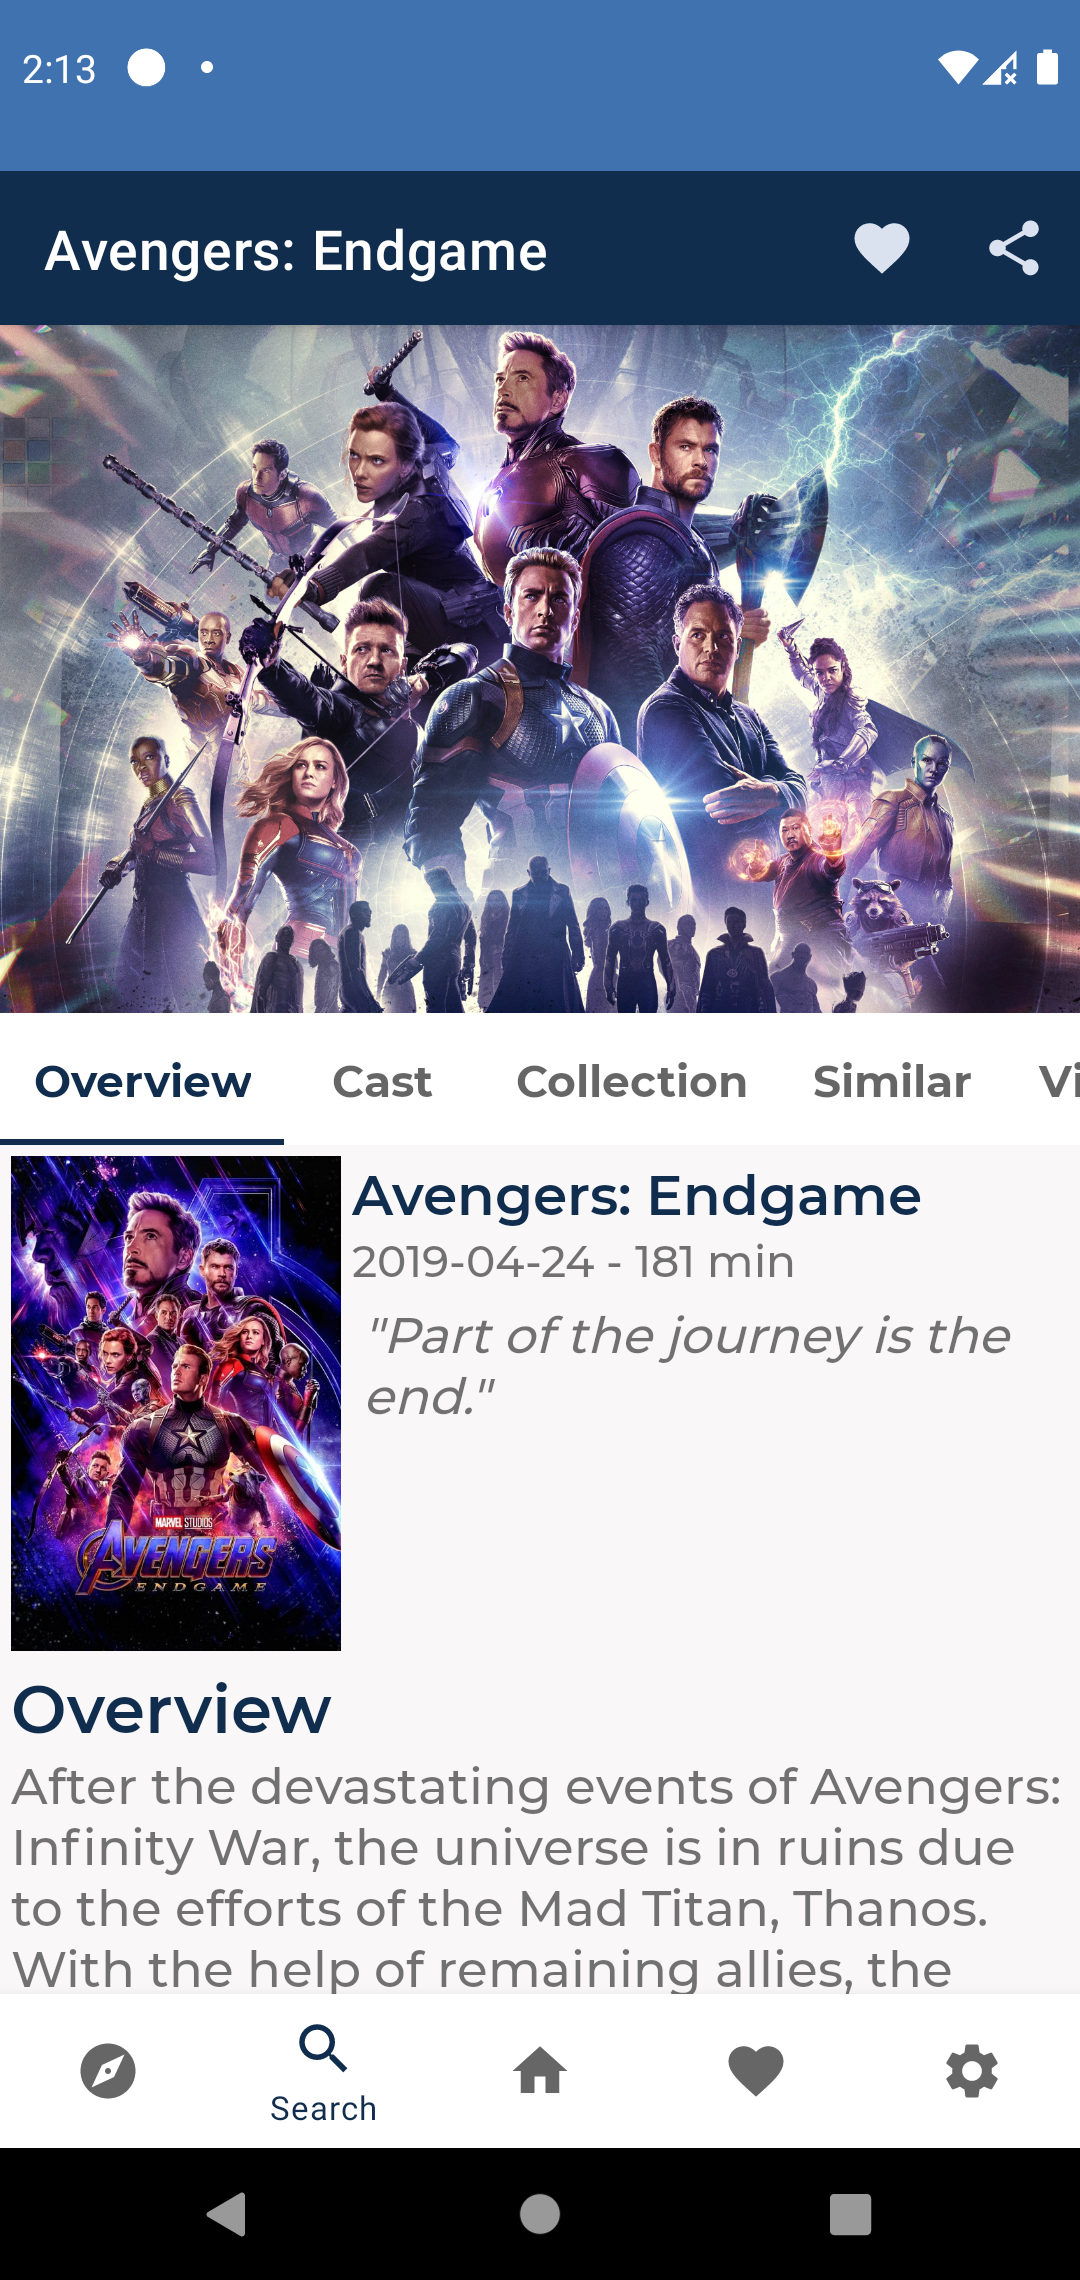 2:13
Avengers: Endgame
Overview Cast Collection Similar Vi
Avengers: Endgame
2019-04-24 - 181 min
"Part of the journey is the
end."
MARVEL STUDIOS
AVENGERS
ENDGAME
Overview
After the devastating events of Avengers:
Infinity War, the universe is in ruins due
to the efforts of the Mad Titan, Thanos.
With the help of remaining allies, the
Search